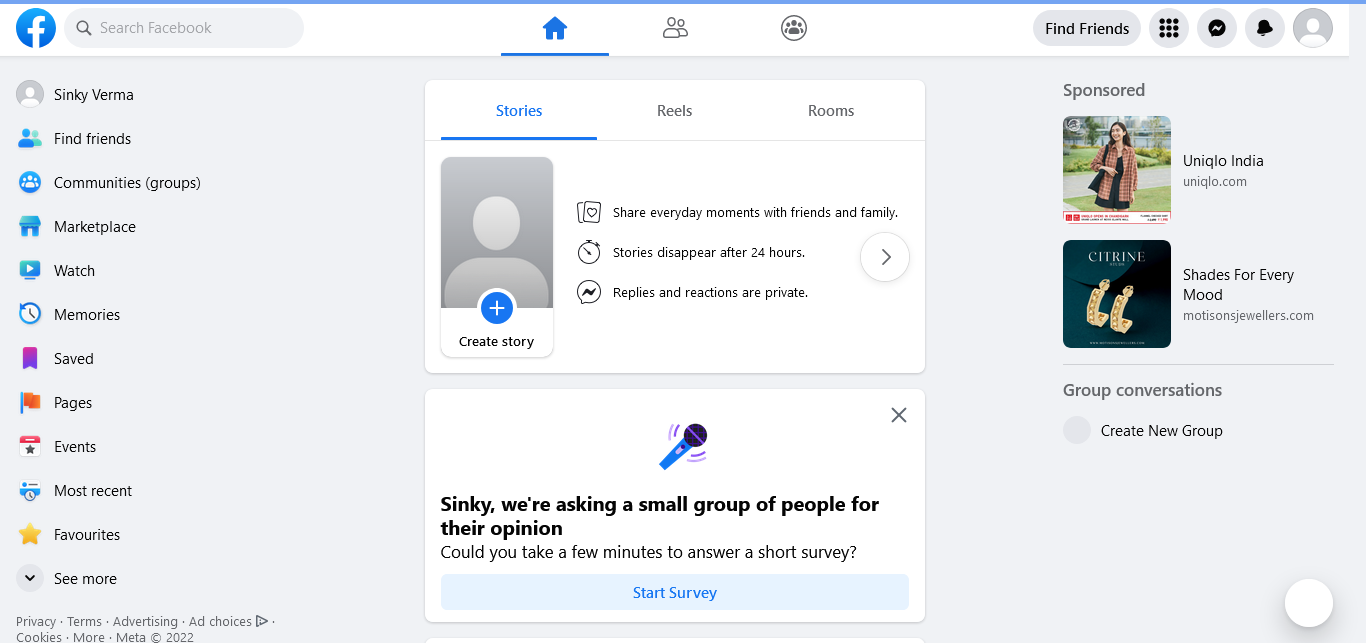 Search Facebook
Find Friends
Sinky Verma
Find friends
Communities (groups)
Marketplace
Watch
Memories
Saved
Pages
Events
Most recent
Favourites
See more
Privacy · Terms · Advertising · Ad choices ·
Cookies · More · Meta © 2022
Stories
Reels
Rooms
Create story
Share everyday moments with friends and family.
Stories disappear after 24 hours.
Replies and reactions are private.
Sinky, we're asking a small group of people for
their opinion
Could you take a few minutes to answer a short survey?
Start Survey
Sponsored
Uniqlo India
uniqlo.com
CITRINE
Shades For Every
Mood
motisonsjewellers.com
Group conversations
Create New Group